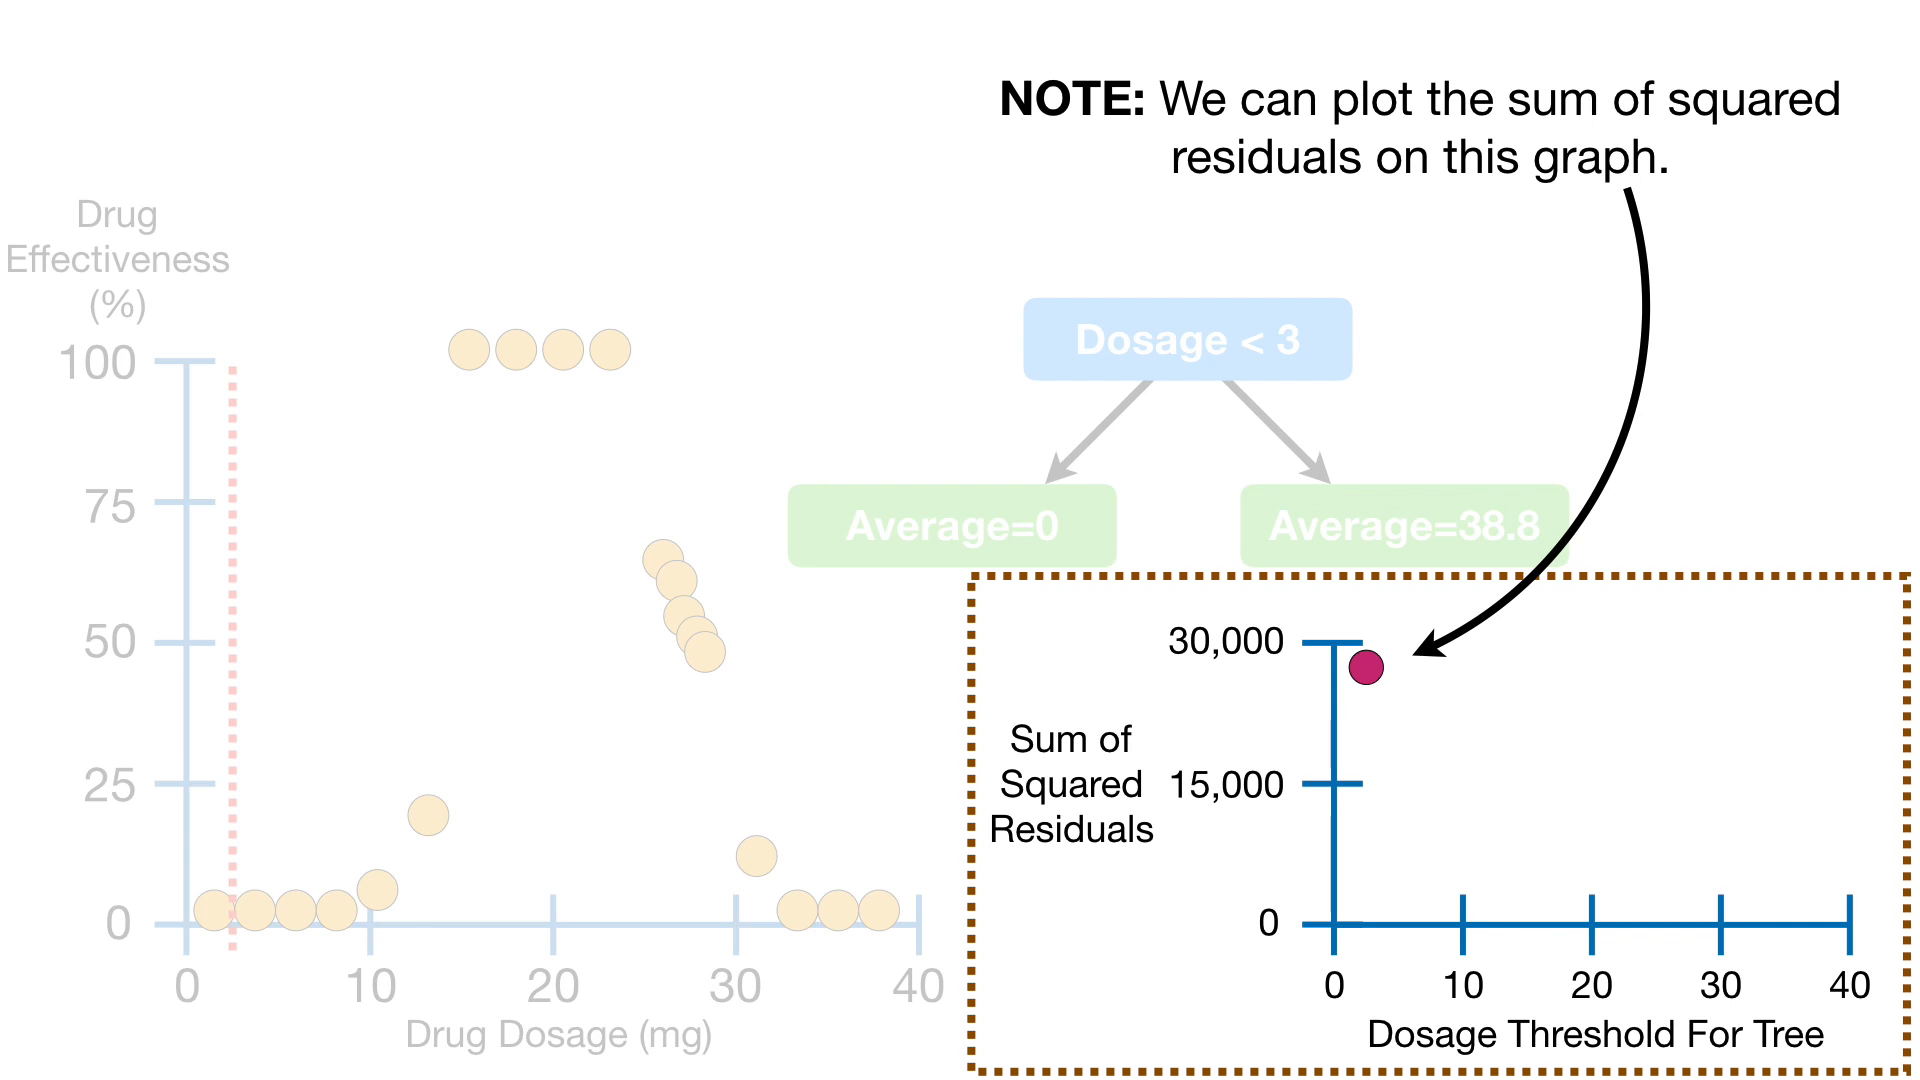 NOTE: We can plot the sum of squared
residuals on this graph.
Drug
Effectiveness
(%)
100
75
50
25
0
0 10 20 30 40
Drug Dosage (mg)
Dosage < 3
Average=0
Average=38.8
30,000
15,000
0
Sum of
Squared
Residuals
0 10 20 30 40
Dosage Threshold For Tree